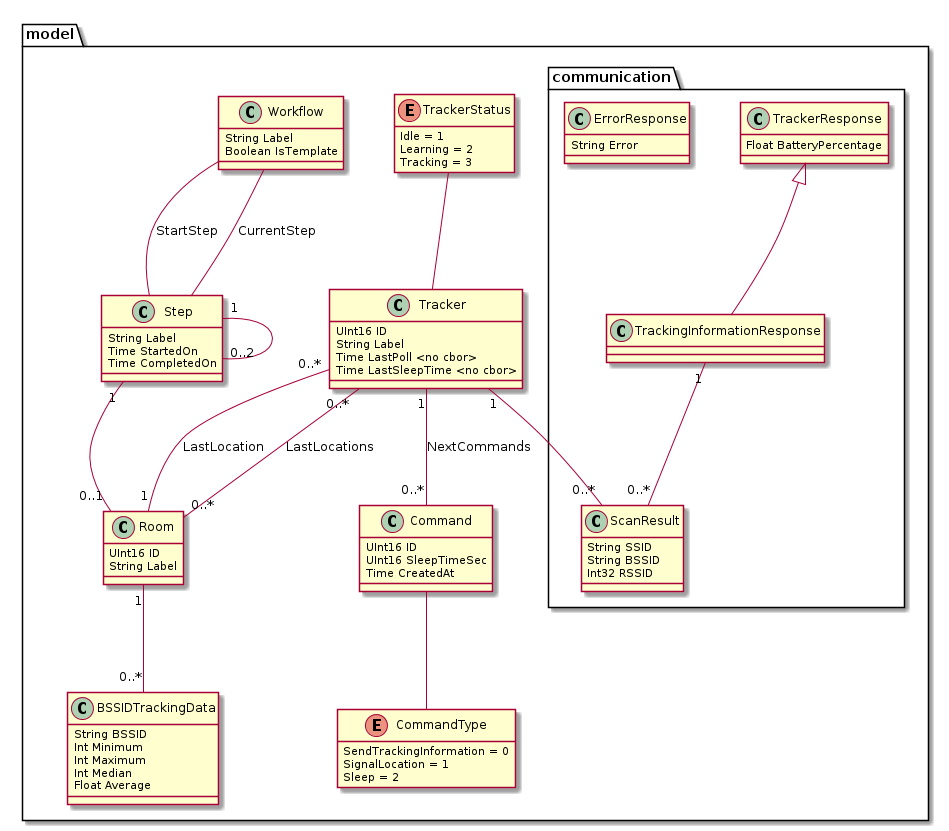 model
communication
C Workflow
String Label
Boolean IsTemplate
E TrackerStatus
Idle = 1
Learning = 2
Tracking = 3
C ErrorResponse
String Error
C TrackerResponse
Float BatteryPercentage
StartStep
CurrentStep
C Step
String Label
Time StartedOn
Time CompletedOn
1
0..2
C Tracker
UInt16 ID
String Label
Time LastPoll <no cbor>
Time LastSleepTime <no cbor>
C TrackingInformationResponse
1
0..1
0..*
1
LastLocation
0..*
0..*
LastLocations
1
0..*
NextCommands
1
0..*
1
0..*
C Room
UInt16 ID
String Label
C Command
UInt16 ID
UInt16 SleepTimeSec
Time CreatedAt
C ScanResult
String SSID
String BSSID
Int32 RSSID
1
0..*
C BSSIDTrackingData
String BSSID
Int Minimum
Int Maximum
Int Median
Float Average
E CommandType
SendTrackingInformation = 0
SignalLocation = 1
Sleep = 2